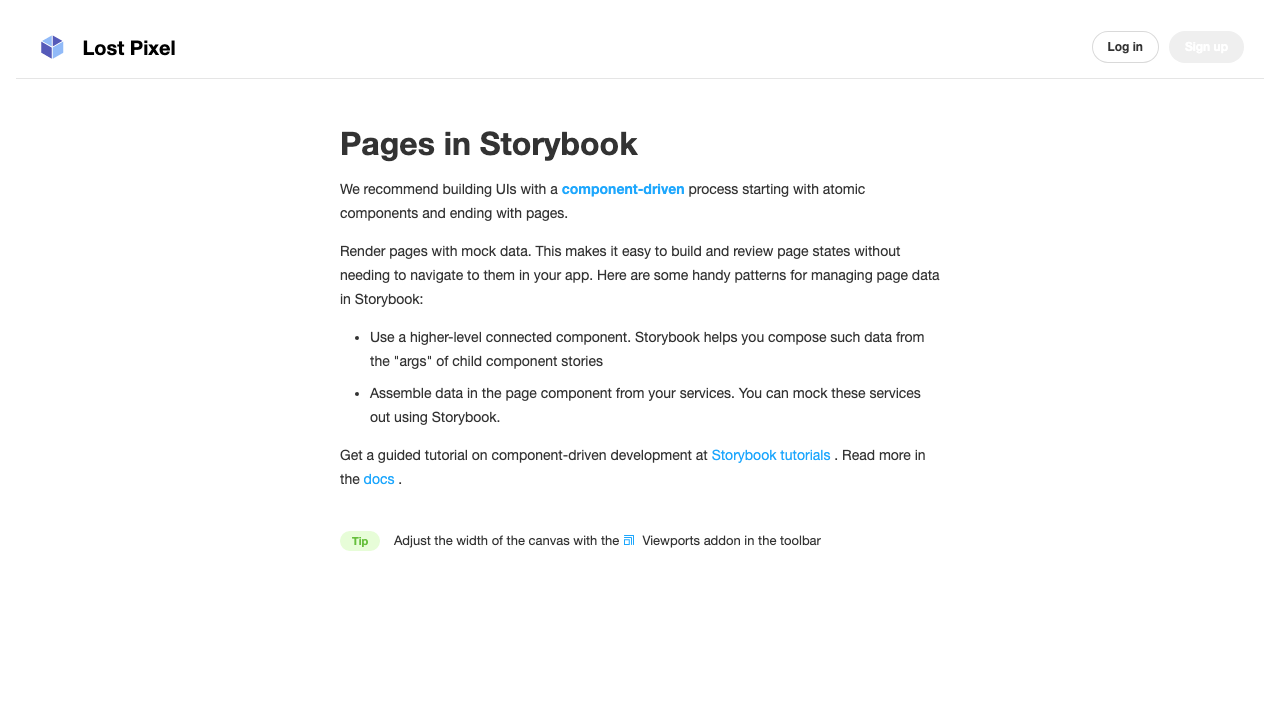 Lost Pixel
Log in
Sign up
Pages in Storybook
We recommend building UIs with a component-driven process starting with atomic
components and ending with pages.
Render pages with mock data. This makes it easy to build and review page states without
needing to navigate to them in your app. Here are some handy patterns for managing page data
in Storybook:
• Use a higher-level connected component. Storybook helps you compose such data from
the "args" of child component stories
• Assemble data in the page component from your services. You can mock these services
out using Storybook.
Get a guided tutorial on component-driven development at Storybook tutorials . Read more in
the docs .
Tip Adjust the width of the canvas with the Viewports addon in the toolbar